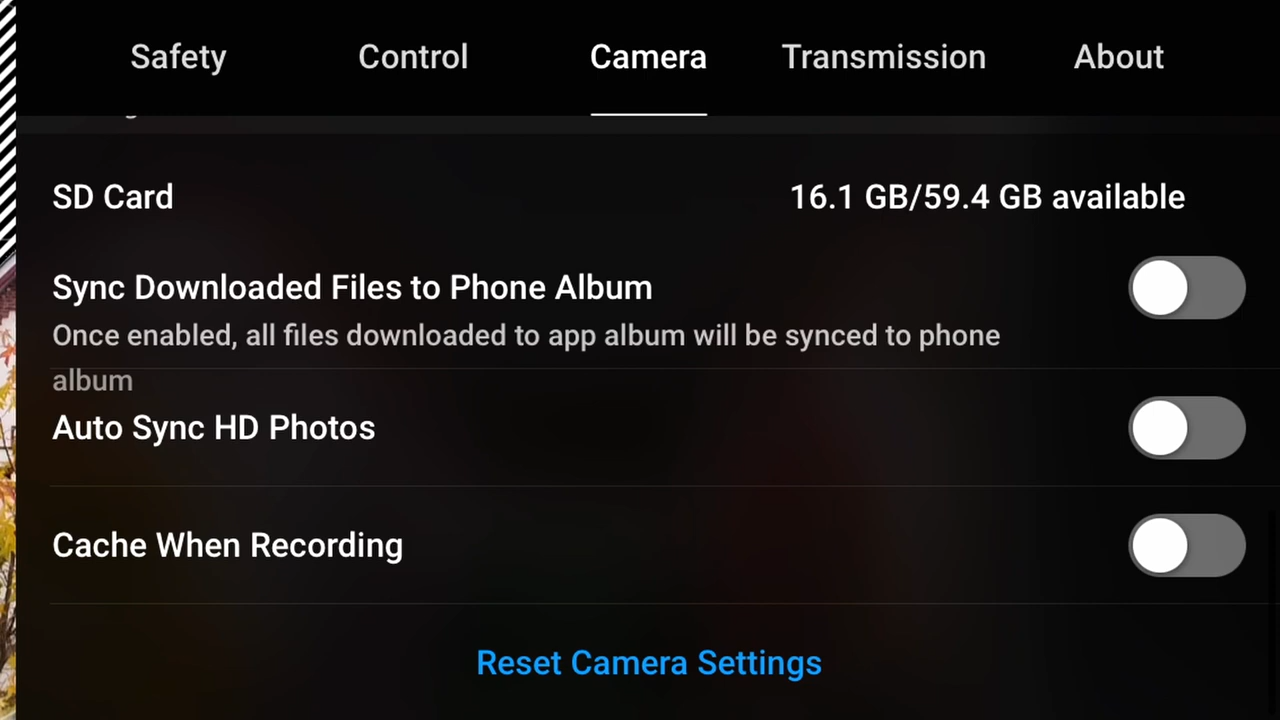 Safety Control Camera Transmission About
SD Card 16.1 GB/59.4 GB available
Sync Downloaded Files to Phone Album
Once enabled, all files downloaded to app album will be synced to phone
album
Auto Sync HD Photos
Cache When Recording
Reset Camera Settings